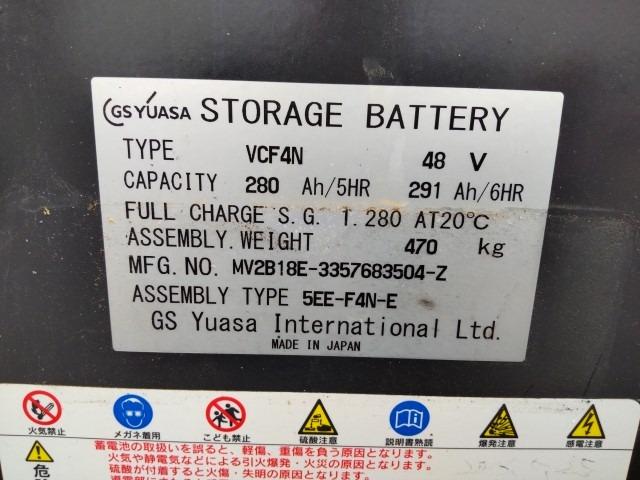 GS YUASA STORAGE BATTERY
TYPE VCF4N 48 V
CAPACITY 280 Ah/5HR 291 Ah/6HR
FULL CHARGE S.G. 1.280 AT20℃
ASSEMBLY.WEIGHT 470 kg
MFG.NO. MV2B18E-3357683504-Z
ASSEMBLY TYPE 5EE-F4N-E
GS Yuasa International Ltd.
MADE IN JAPAN
火気禁止 メガネ着用 こども禁止 硫酸注意 説明書熟読 爆発注意 感電注意
危 蓄電池の取扱いを誤ると、軽傷、重傷を負う原因となります。
火気や静電気などによる引火爆発・火災の原因となります。
硫酸が付着すると火傷・失明の原因となります。